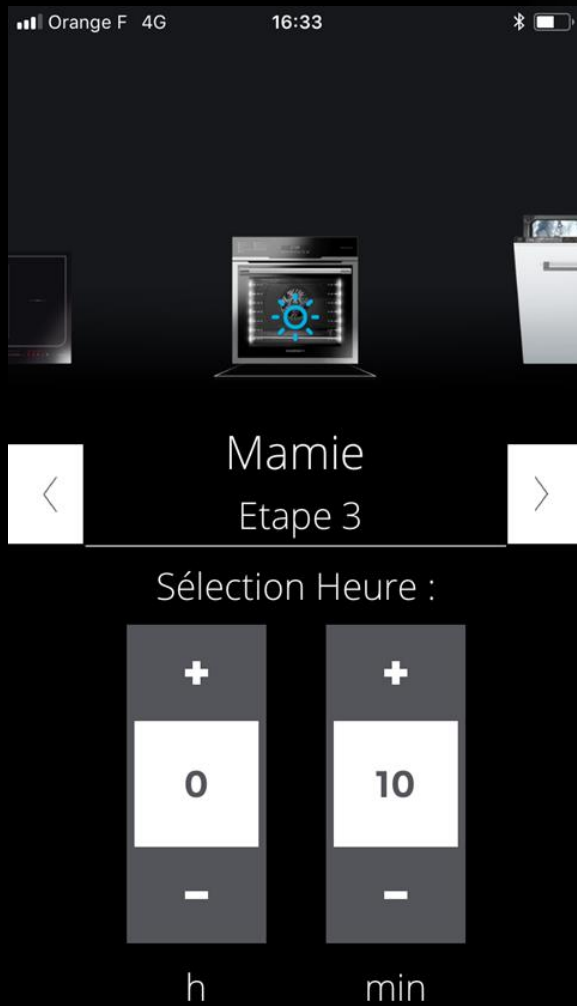 Orange F 4G 16:33
Mamie
Etape 3
Sélection Heure :
+ +
0 10
- -
h min